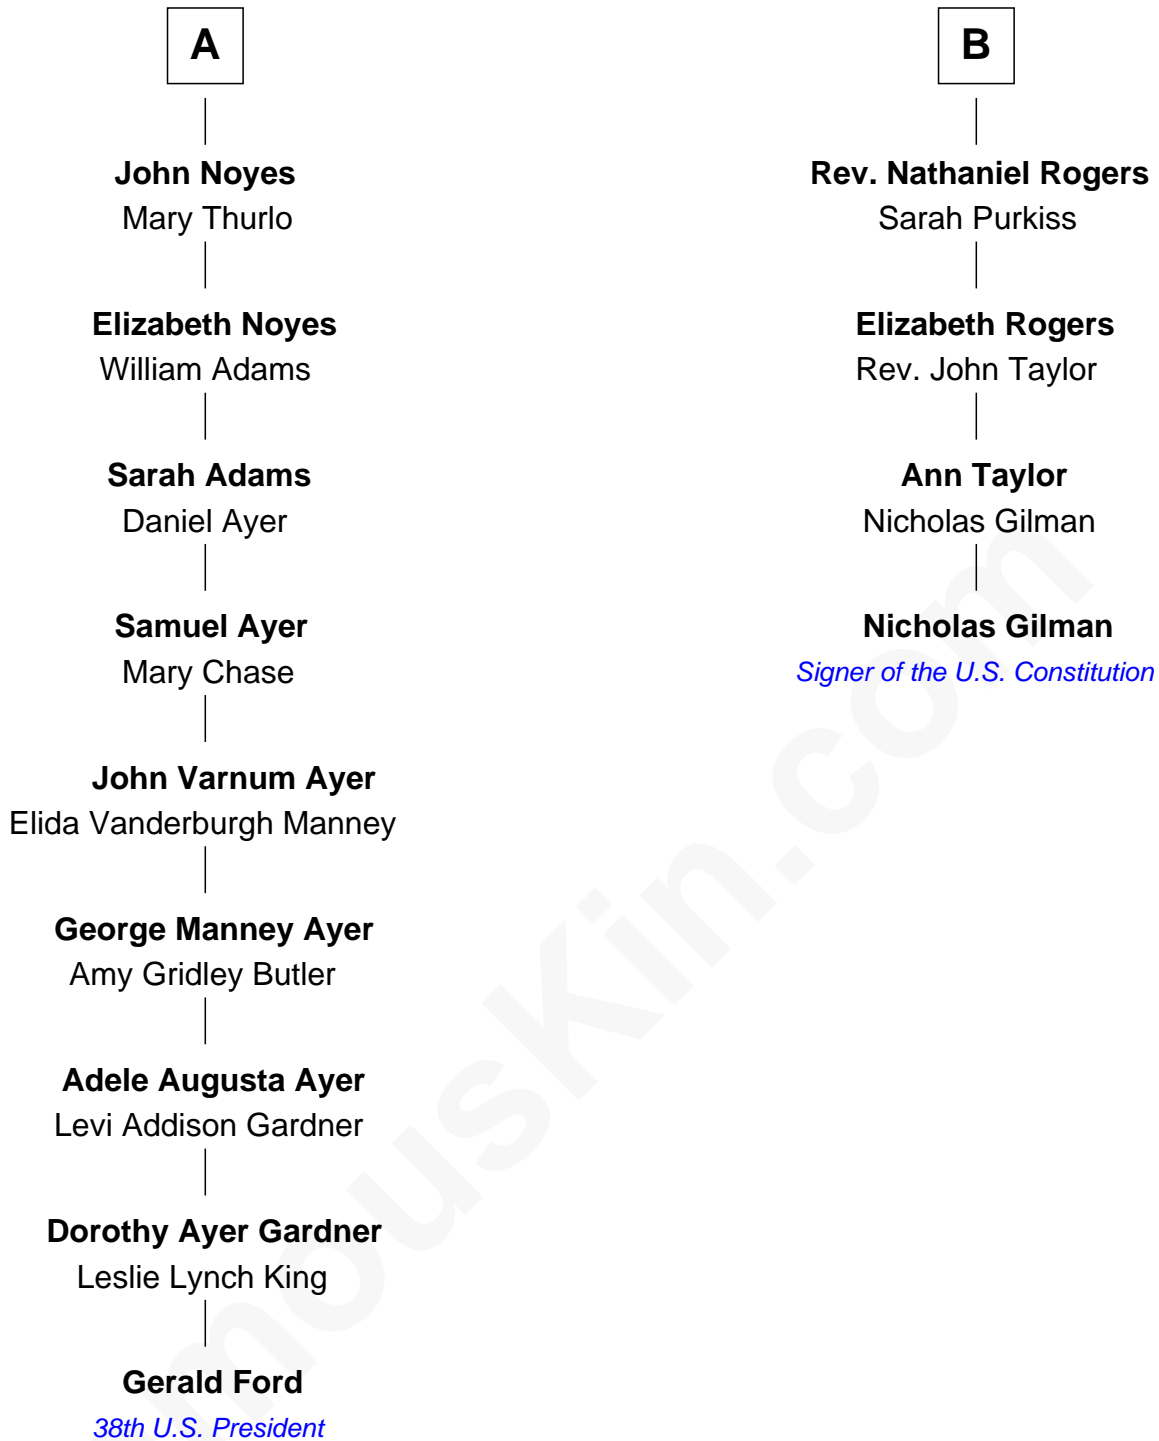 A
John Noyes
Mary Thurlo
Elizabeth Noyes
William Adams
Sarah Adams
Daniel Ayer
Samuel Ayer
Mary Chase
John Varnum Ayer
Elida Vanderburgh Manney
George Manney Ayer
Amy Gridley Butler
Adele Augusta Ayer
Levi Addison Gardner
Dorothy Ayer Gardner
Leslie Lynch King
Gerald Ford
38th U.S. President
B
Rev. Nathaniel Rogers
Sarah Purkiss
Elizabeth Rogers
Rev. John Taylor
Ann Taylor
Nicholas Gilman
Nicholas Gilman
Signer of the U.S. Constitution
mousKin.com